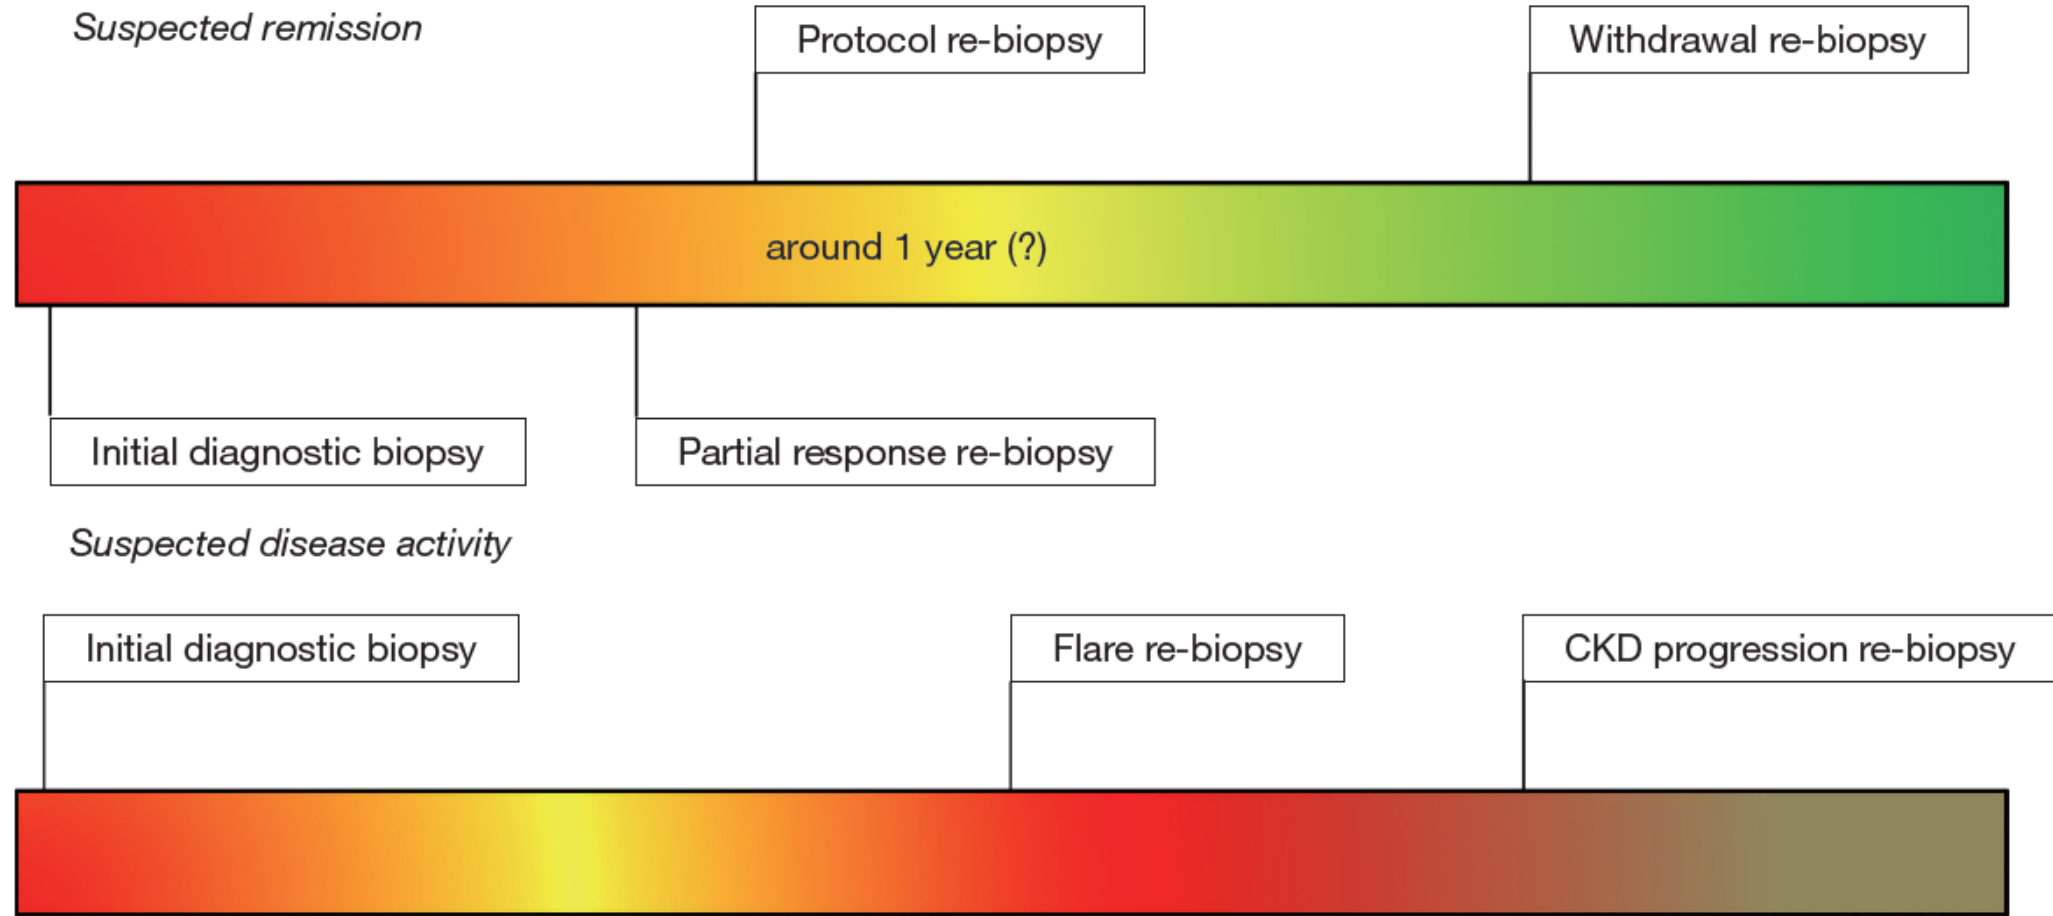 Suspected remission
Protocol re-biopsy
Withdrawal re-biopsy
around 1 year (?)
Initial diagnostic biopsy
Partial response re-biopsy
Suspected disease activity
Initial diagnostic biopsy
Flare re-biopsy
CKD progression re-biopsy